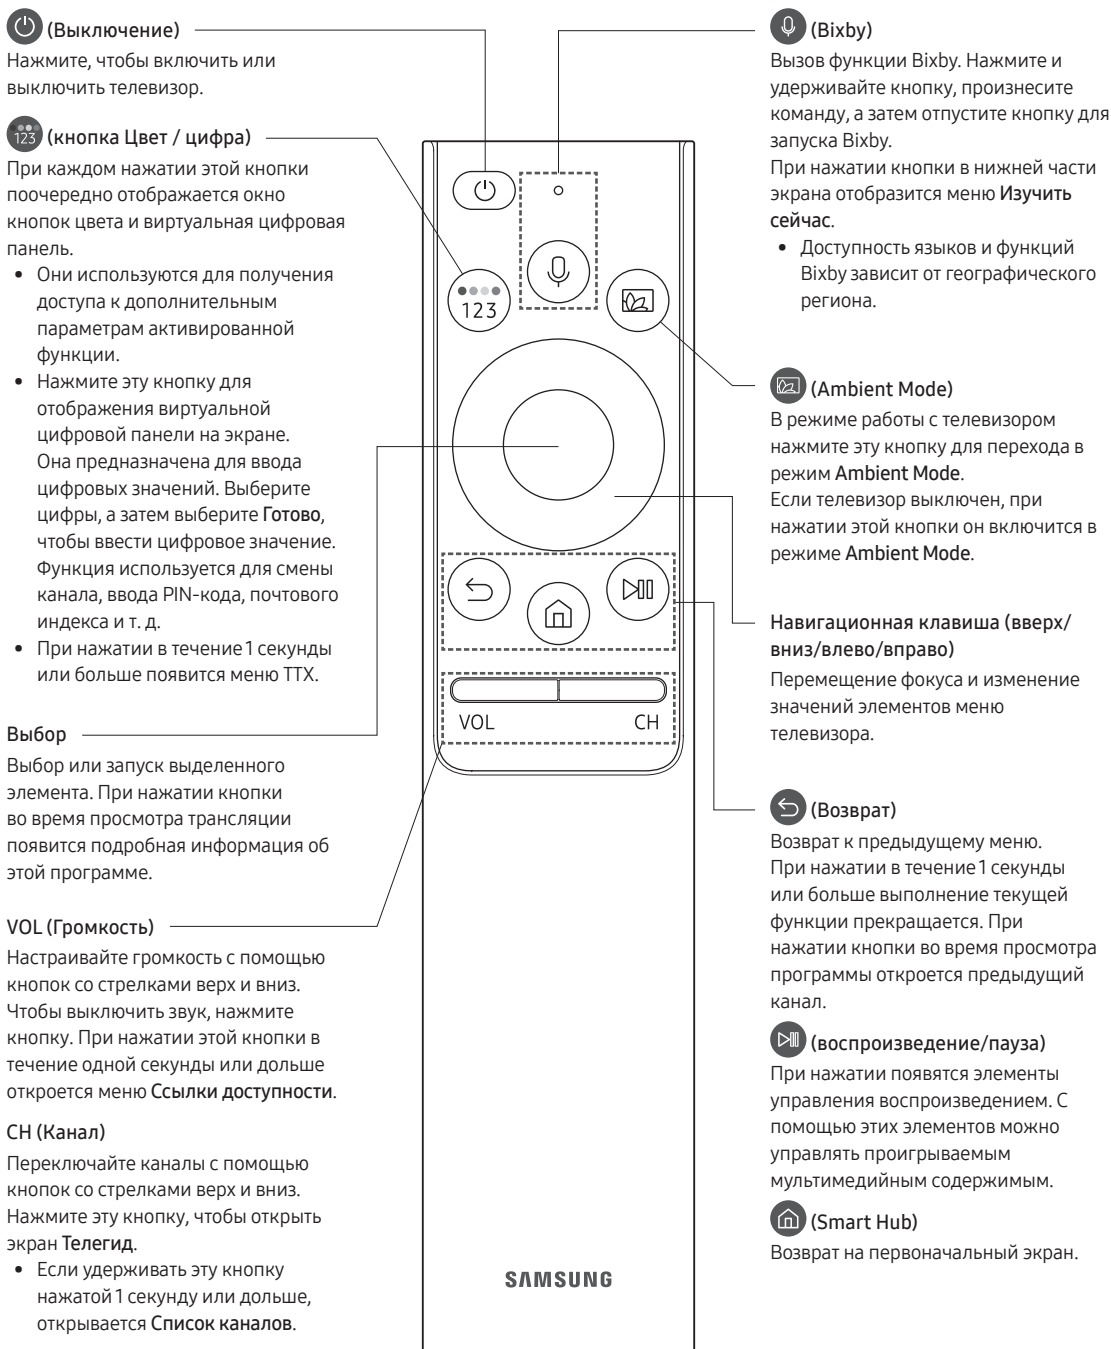 (Выключение)
Нажмите, чтобы включить или
выключить телевизор.
123 (кнопка Цвет / цифра)
При каждом нажатии этой кнопки
поочередно отображается окно
кнопок цвета и виртуальная цифровая
панель.
• Они используются для получения
доступа к дополнительным
параметрам активированной
функции.
• Нажмите эту кнопку для
отображения виртуальной
цифровой панели на экране.
Она предназначена для ввода
цифровых значений. Выберите
цифры, а затем выберите Готово,
чтобы ввести цифровое значение.
Функция используется для смены
канала, ввода PIN-кода, почтового
индекса и т. д.
• При нажатии в течение 1 секунды
или больше появится меню TTX.
Выбор
Выбор или запуск выделенного
элемента. При нажатии кнопки
во время просмотра трансляции
появится подробная информация об
этой программе.
VOL (Громкость)
Настраивайте громкость с помощью
кнопок со стрелками верх и вниз.
Чтобы выключить звук, нажмите
кнопку. При нажатии этой кнопки в
течение одной секунды или дольше
откроется меню Ссылки доступности.
CH (Канал)
Переключайте каналы с помощью
кнопок со стрелками верх и вниз.
Нажмите эту кнопку, чтобы открыть
экран Телегид.
• Если удерживать эту кнопку
нажатой 1 секунду или дольше,
открывается Список каналов.
123
VOL
CH
SAMSUNG
(Bixby)
Вызов функции Bixby. Нажмите и
удерживайте кнопку, произнесите
команду, а затем отпустите кнопку для
запуска Bixby.
При нажатии кнопки в нижней части
экрана отобразится меню Изучить
сейчас.
• Доступность языков и функций
Bixby зависит от географического
региона.
(Ambient Mode)
В режиме работы с телевизором
нажмите эту кнопку для перехода в
режим Ambient Mode.
Если телевизор выключен, при
нажатии этой кнопки он включится в
режиме Ambient Mode.
Навигационная клавиша (вверх/
вниз/влево/вправо)
Перемещение фокуса и изменение
значений элементов меню
телевизора.
(Возврат)
Возврат к предыдущему меню.
При нажатии в течение 1 секунды
или больше выполнение текущей
функции прекращается. При
нажатии кнопки во время просмотра
программы откроется предыдущий
канал.
(воспроизведение/пауза)
При нажатии появятся элементы
управления воспроизведением. С
помощью этих элементов можно
управлять проигрываемым
мультимедийным содержимым.
(Smart Hub)
Возврат на первоначальный экран.